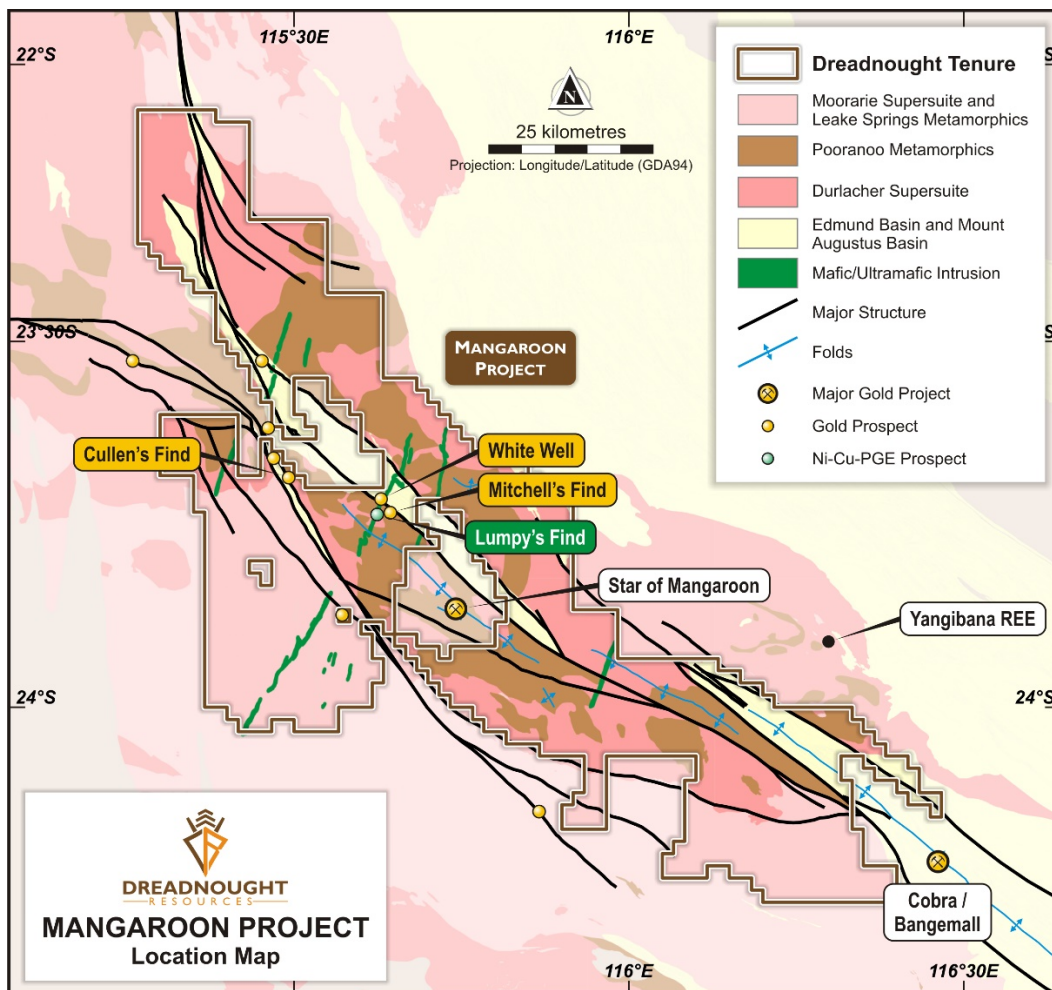 115°30E
116°E
22°S
N
25 kilometres
Projection: Longitude/Latitude (GDA94)
Dreadnought Tenure
Moorarie Supersuite and
Leake Springs Metamorphics
Pooranoo Metamorphics
Durlacher Supersuite
Edmund Basin and Mount
Augustus Basin
Mafic/Ultramafic Intrusion
Major Structure
Folds
Major Gold Project
Gold Prospect
Ni-Cu-PGE Prospect
S
23°30S
S
MANGAROON
PROJECT
Cullen's Find
White Well
Mitchell's Find
Lumpy's Find
Star of Mangaroon
Yangibana REE
24°S
24°S
Cobra /
Bangemall
DREADNOUGHT
RESOURCES
MANGAROON PROJECT
Location Map
116°E
116°30E